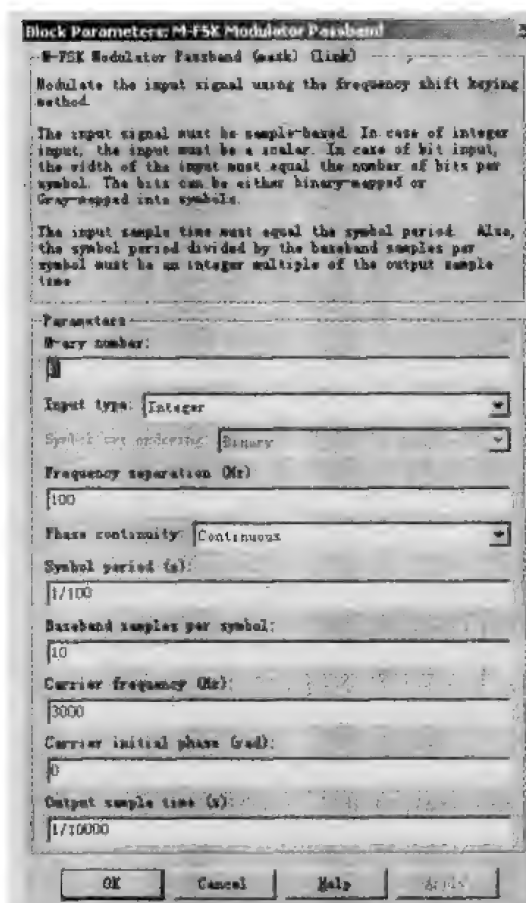 Block Parameters: M-FSK Modulator Passband
M-FSK Modulator Passband (mask) (link)
Modulate the input signal using the frequency shift keying
method
The input signal must be sample-based. In case of integer
input, the input must be a scalar. In case of bit input,
the width of the input must equal the number of bits per
symbol. The bits can be either binary-mapped or
Gray-mapped into symbols.
The input sample time must equal the symbol period. Also,
the symbol period divided by the baseband samples per
symbol must be an integer multiple of the output sample
time
Parameters
M-ary number:
Input type: Integer
Symbol set ordering: Binary
Frequency separation (Hz)
100
Phase continuity: Continuous
Symbol period (s):
1/100
Baseband samples per symbol:
10
Carrier frequency (Hz):
3000
Carrier initial phase (rad):
0
Output sample time (s):
1/10000
OK Cancel Help Apply